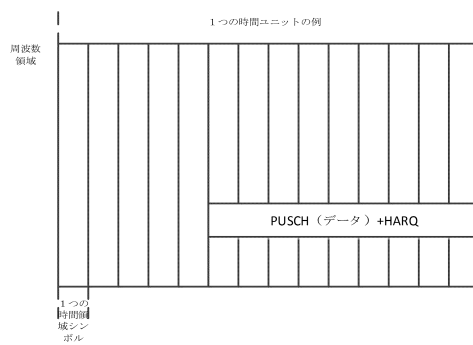 1つの時間ユニットの例
周波数
領域
PUSCH（データ）+HARQ
1つの
時間領
域シン
ボル